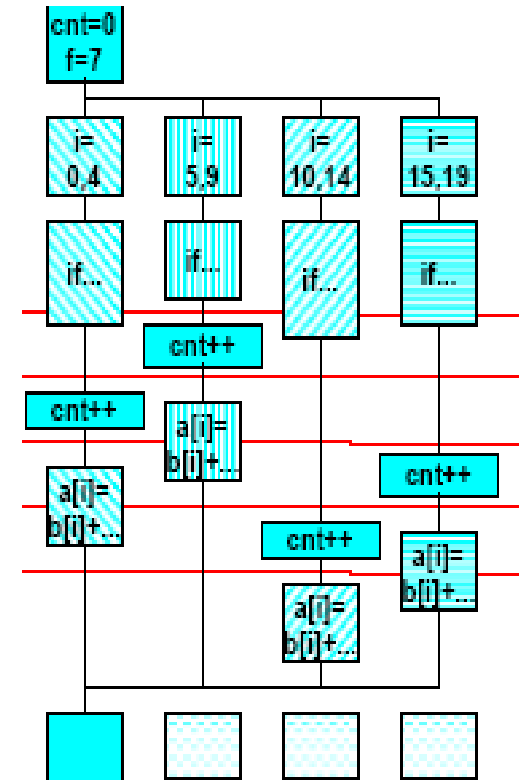 cnt=0
f=7
i=
0,4
i=
5,9
i=
10,14
i=
15,19
if...
if...
if...
if...
cnt++
cnt++
a[i]=
b[i]+...
cnt++
a[i]=
b[i]+...
cnt++
a[i]=
b[i]+...
a[i]=
b[i]+...